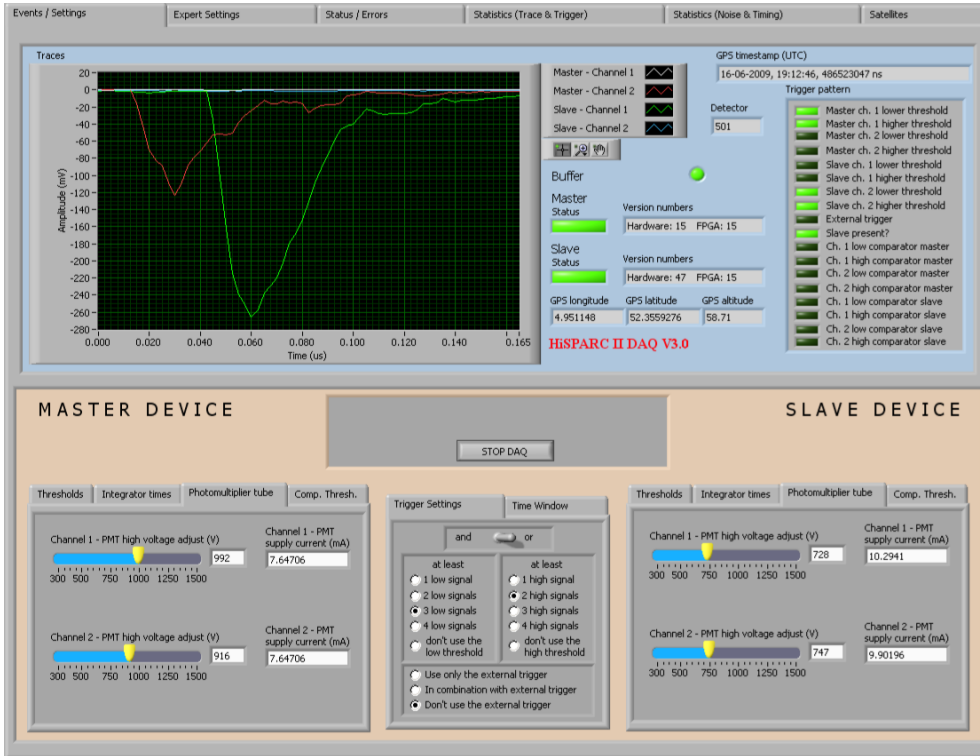 Events / Settings
Expert Settings
Status / Errors
Statistics (Trace & Trigger)
Statistics (Noise & Timing)
Satellites
Traces
20
0
-20
-40
-60
-80
-100
-120
-140
-160
-180
-200
-220
-240
-260
-280
Amplitude (mV)
0.000
0.020
0.040
0.060
0.080
0.100
0.120
0.140
0.165
Time (us)
Master - Channel 1
Master - Channel 2
Slave - Channel 1
Slave - Channel 2
GPS timestamp (UTC)
16-06-2009, 19:12:46, 486523047 ns
Detector
501
Buffer
Master
Status
Version numbers
Hardware: 15 FPGA: 15
Slave
Status
Version numbers
Hardware: 47 FPGA: 15
GPS longitude
GPS latitude
GPS altitude
4.951148
52.3559276
58.71
HiSPARC II DAQ V3.0
Trigger pattern
Master ch. 1 lower threshold
Master ch. 1 higher threshold
Master ch. 2 lower threshold
Master ch. 2 higher threshold
Slave ch. 1 lower threshold
Slave ch. 1 higher threshold
Slave ch. 2 lower threshold
Slave ch. 2 higher threshold
External trigger
Slave present?
Ch. 1 low comparator master
Ch. 1 high comparator master
Ch. 2 low comparator master
Ch. 2 high comparator master
Ch. 1 low comparator slave
Ch. 1 high comparator slave
Ch. 2 low comparator slave
Ch. 2 high comparator slave
MASTER DEVICE
SLAVE DEVICE
STOP DAQ
Thresholds
Integrator times
Photomultiplier tube
Comp. Thresh.
Channel 1 - PMT high voltage adjust (V)
992
300 500 750 1000 1250 1500
Channel 1 - PMT
supply current (mA)
7.64706
Channel 2 - PMT high voltage adjust (V)
916
300 500 750 1000 1250 1500
Channel 2 - PMT
supply current (mA)
7.64706
Trigger Settings
Time Window
and
or
at least
1 low signal
2 low signals
3 low signals
4 low signals
don't use the
low threshold
at least
1 high signal
2 high signals
3 high signals
4 high signals
don't use the
high threshold
Use only the external trigger
In combination with external trigger
Don't use the external trigger
Thresholds
Integrator times
Photomultiplier tube
Comp. Thresh.
Channel 1 - PMT high voltage adjust (V)
728
300 500 750 1000 1250 1500
Channel 1 - PMT
supply current (mA)
10.2941
Channel 2 - PMT high voltage adjust (V)
747
300 500 750 1000 1250 1500
Channel 2 - PMT
supply current (mA)
9.90196